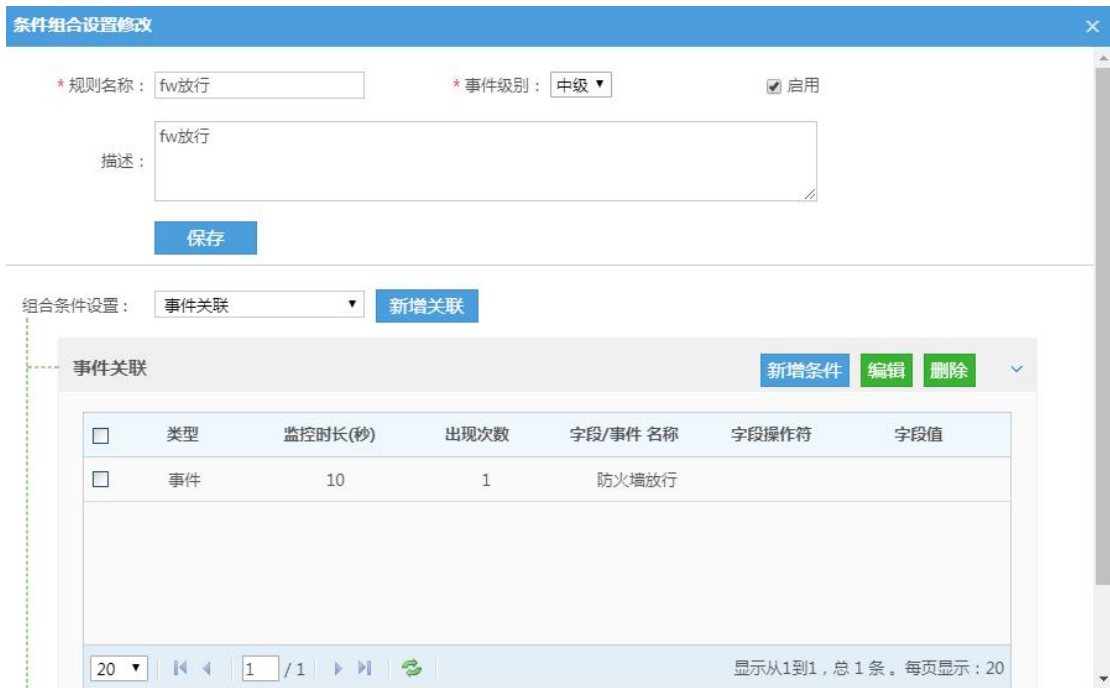 条件组合设置修改
* 规则名称： fw放行 * 事件级别： 中级 启用
描述： fw放行
保存
组合条件设置： 事件关联 新增关联
事件关联 新增条件 编辑 删除
类型 监控时长(秒) 出现次数 字段/事件 名称 字段操作符 字段值
事件 10 1 防火墙放行
20 1 / 1 显示从1到1，总 1 条 。每页显示：20